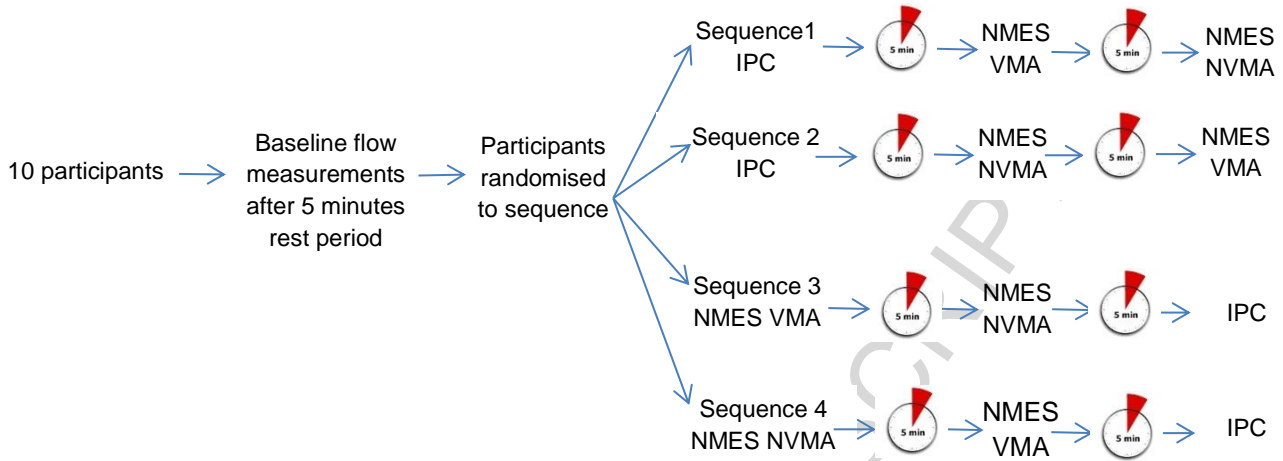 10 participants
Baseline flow
measurements
after 5 minutes
rest period
Participants
randomised
to sequence
Sequence1
IPC
5 min
NMES
VMA
5 min
NMES
NVMA
Sequence 2
IPC
5 min
NMES
NVMA
5 min
NMES
VMA
Sequence 3
NMES VMA
5 min
NMES
NVMA
5 min
IPC
Sequence 4
NMES NVMA
5 min
NMES
VMA
5 min
IPC